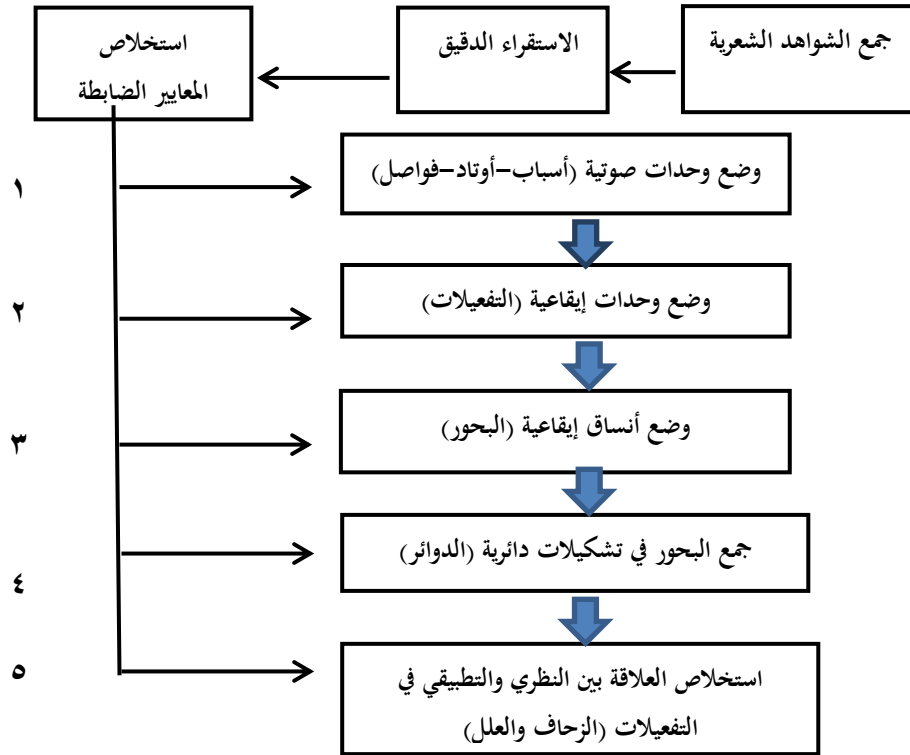 جمع الشواهد الشعرية
الاستقراء الدقيق
استخلاص
المعايير الضابطة
وضع وحدات صوتية (أسباب-أوتاد-فواصل)
١
وضع وحدات إيقاعية (التفعيلات)
٢
وضع أنساق إيقاعية (البحور)
٣
جمع البحور في تشكيلات دائرية (الدوائر)
٤
استخلاص العلاقة بين النظري والتطبيقي في
التفعيلات (الزحاف والعلل)
٥